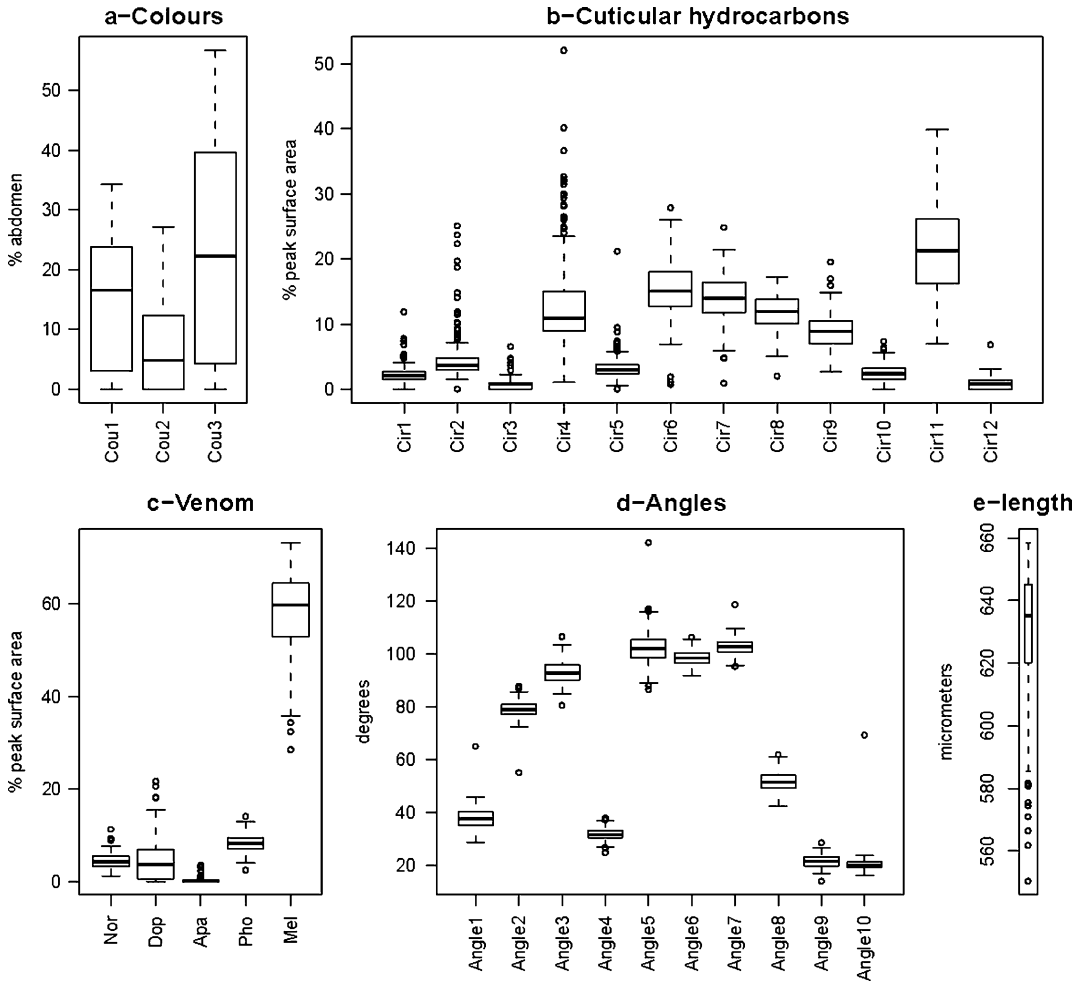 a−Colours
% abdomen
50
40
30
20
10
0
Cou1 Cou2 Cou3
b−Cuticular hydrocarbons
% peak surface area
50
40
30
20
10
0
Cir1 Cir2 Cir3 Cir4 Cir5 Cir6 Cir7 Cir8 Cir9 Cir10 Cir11 Cir12
c−Venom
% peak surface area
60
40
20
0
Nor Dop Apa Pho Mel
d−Angles
degrees
140
120
100
80
60
40
20
Angle1 Angle2 Angle3 Angle4 Angle5 Angle6 Angle7 Angle8 Angle9 Angle10
e−length
micrometers
660
640
620
600
580
560